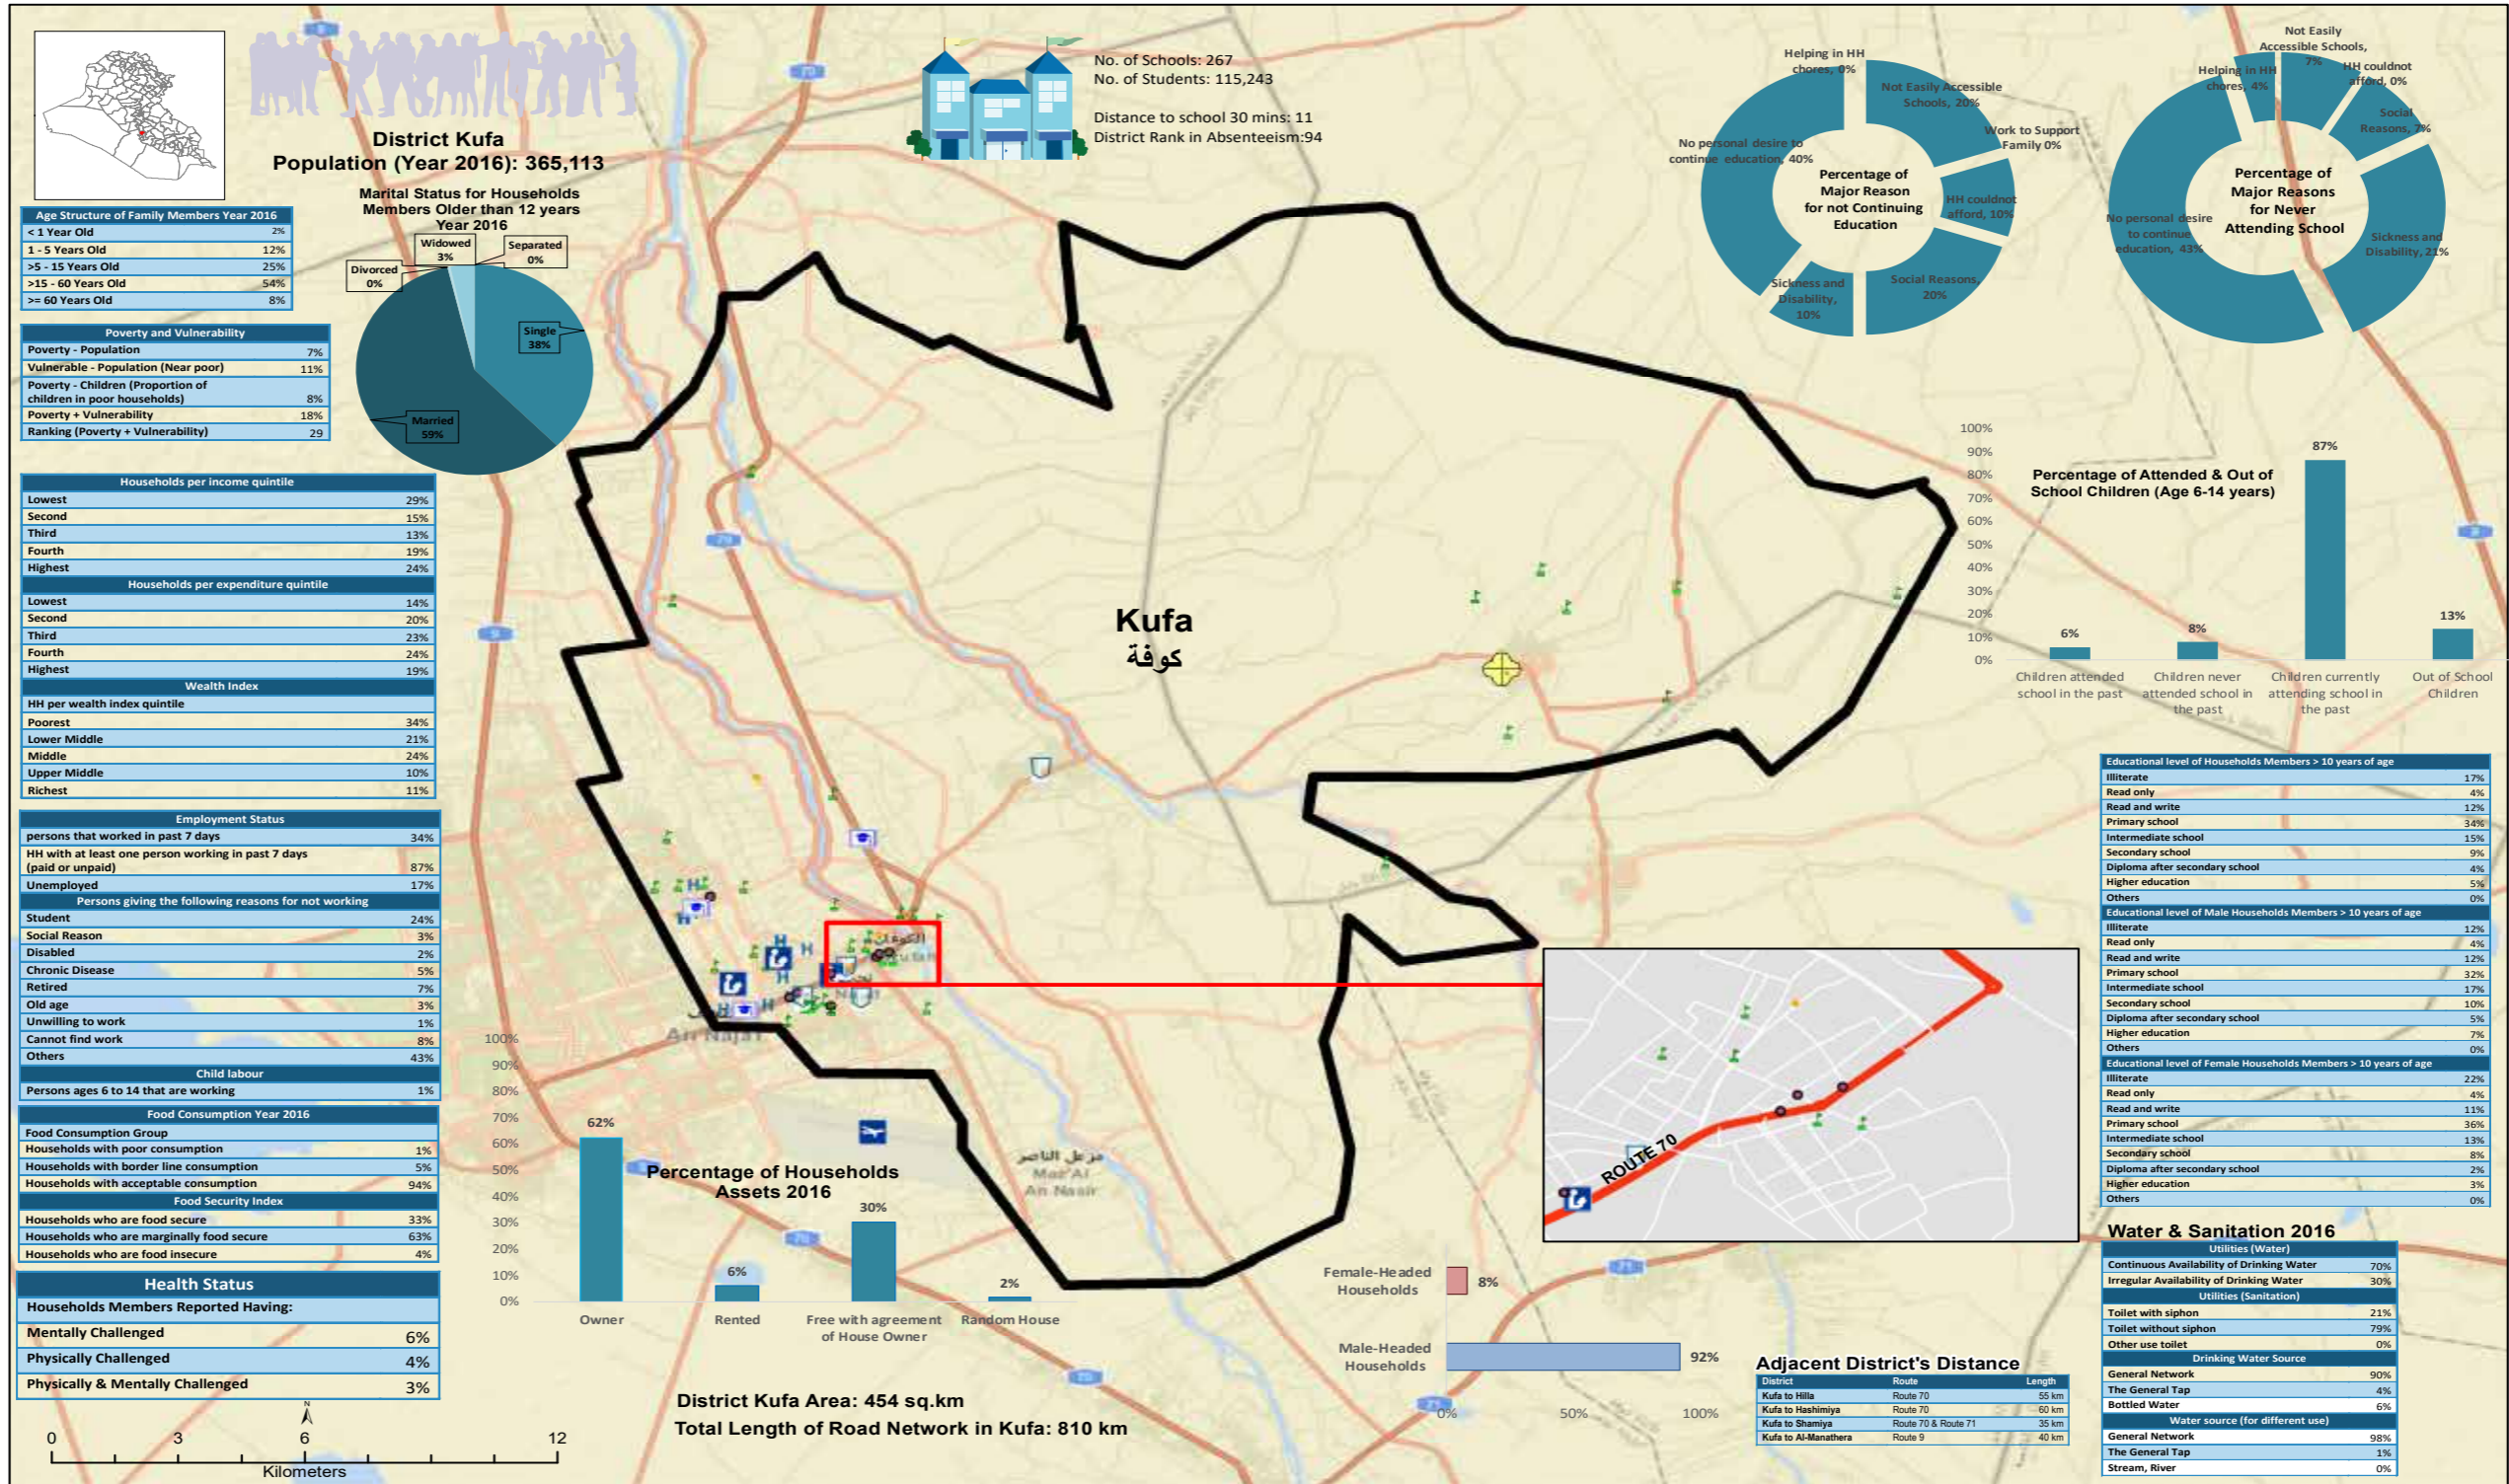 District Kufa
Population (Year 2016): 365,113
No. of Schools: 267
No. of Students: 115,243
Distance to school 30 mins: 11
District Rank in Absenteeism:94
Age Structure of Family Members Year 2016
< 1 Year Old 2%
1 - 5 Years Old 12%
>5 - 15 Years Old 25%
>15 - 60 Years Old 54%
>= 60 Years Old 8%
Poverty and Vulnerability
Poverty - Population 7%
Vulnerable - Population (Near poor) 11%
Poverty - Children (Proportion of
children in poor households) 8%
Poverty + Vulnerability 18%
Ranking (Poverty + Vulnerability) 29
Marital Status for Households
Members Older than 12 years
Year 2016
Widowed
3%
Separated
0%
Divorced
0%
Single
38%
Married
59%
Households per income quintile
Lowest 29%
Second 15%
Third 13%
Fourth 19%
Highest 24%
Households per expenditure quintile
Lowest 14%
Second 20%
Third 23%
Fourth 24%
Highest 19%
Wealth Index
HH per wealth index quintile
Poorest 34%
Lower Middle 21%
Middle 24%
Upper Middle 10%
Richest 11%
Employment Status
persons that worked in past 7 days 34%
HH with at least one person working in past 7 days
(paid or unpaid) 87%
Unemployed 17%
Persons giving the following reasons for not working
Student 24%
Social Reason 3%
Disabled 2%
Chronic Disease 5%
Retired 7%
Old age 3%
Unwilling to work 1%
Cannot find work 8%
Others 43%
Child labour
Persons ages 6 to 14 that are working 1%
Food Consumption Year 2016
Food Consumption Group
Households with poor consumption 1%
Households with border line consumption 5%
Households with acceptable consumption 94%
Food Security Index
Households who are food secure 33%
Households who are marginally food secure 63%
Households who are food insecure 4%
Health Status
Households Members Reported Having:
Mentally Challenged 6%
Physically Challenged 4%
Physically & Mentally Challenged 3%
N
0 3 6 12
Kilometers
Kufa
كوفة
An Najaf
مزعل الناصر
Maz'Al
An Nasir
70
Percentage of Households
Assets 2016
100%
90%
80%
70%
60%
50%
40%
30%
20%
10%
0%
62%
6%
30%
2%
Owner
Rented
Free with agreement
of House Owner
Random House
District Kufa Area: 454 sq.km
Total Length of Road Network in Kufa: 810 km
Helping in HH
chores, 0%
Not Easily Accessible
Schools, 20%
Work to Support
Family 0%
HH couldnot
afford, 10%
Social Reasons,
20%
Sickness and
Disability,
10%
No personal desire to
continue education, 40%
Percentage of
Major Reason
for not Continuing
Education
Not Easily
Accessible Schools,
7%
HH couldnot
afford, 0%
Social
Reasons, 7%
Sickness and
Disability, 21%
No personal desire
to continue
education, 43%
Helping in HH
chores, 4%
Percentage of
Major Reasons
for Never
Attending School
Percentage of Attended & Out of
School Children (Age 6-14 years)
100%
90%
80%
70%
60%
50%
40%
30%
20%
10%
0%
6%
8%
87%
13%
Children attended
school in the past
Children never
attended school in
the past
Children currently
attending school in
the past
Out of School
Children
Educational level of Households Members > 10 years of age
Illiterate 17%
Read only 4%
Read and write 12%
Primary school 34%
Intermediate school 15%
Secondary school 9%
Diploma after secondary school 4%
Higher education 5%
Others 0%
Educational level of Male Households Members > 10 years of age
Illiterate 12%
Read only 4%
Read and write 12%
Primary school 32%
Intermediate school 17%
Secondary school 10%
Diploma after secondary school 5%
Higher education 7%
Others 0%
Educational level of Female Households Members > 10 years of age
Illiterate 22%
Read only 4%
Read and write 11%
Primary school 36%
Intermediate school 13%
Secondary school 8%
Diploma after secondary school 2%
Higher education 3%
Others 0%
ROUTE 70
Female-Headed
Households
8%
Male-Headed
Households
92%
0% 50% 100%
Adjacent District's Distance
District Route Length
Kufa to Hilla Route 70 55 km
Kufa to Hashimiya Route 70 60 km
Kufa to Shamiya Route 70 & Route 71 35 km
Kufa to Al-Manathera Route 9 40 km
Water & Sanitation 2016
Utilities (Water)
Continuous Availability of Drinking Water 70%
Irregular Availability of Drinking Water 30%
Utilities (Sanitation)
Toilet with siphon 21%
Toilet without siphon 79%
Other use toilet 0%
Drinking Water Source
General Network 90%
The General Tap 4%
Bottled Water 6%
Water source (for different use)
General Network 98%
The General Tap 1%
Stream, River 0%